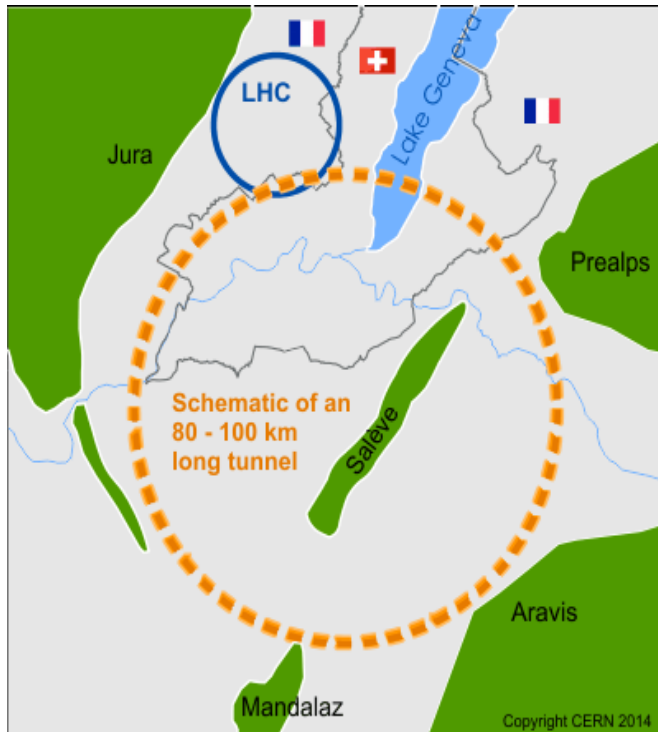 LHC
Lake Geneva
Jura
Prealps
Schematic of an
80 - 100 km
long tunnel
Salève
Aravis
Mandalaz
Copyright CERN 2014